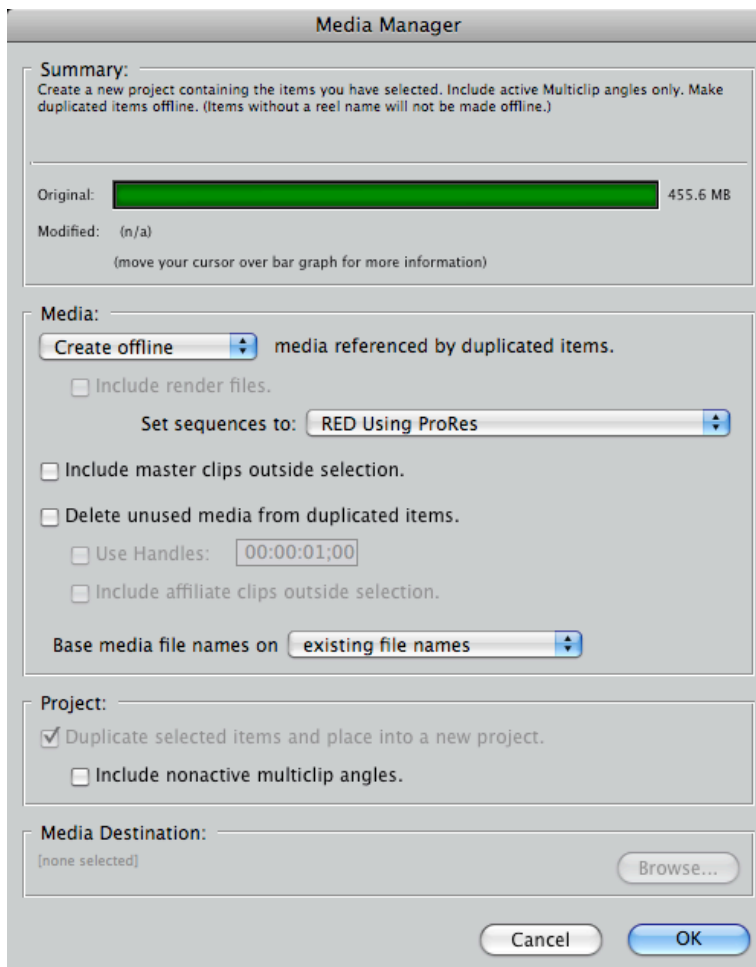 Media Manager
Summary:
Create a new project containing the items you have selected. Include active Multiclip angles only. Make
duplicated items offline. (Items without a reel name will not be made offline.)
Original: 455.6 MB
Modified: (n/a)
(move your cursor over bar graph for more information)
Media:
Create offline media referenced by duplicated items.
Include render files.
Set sequences to: RED Using ProRes
Include master clips outside selection.
Delete unused media from duplicated items.
Use Handles: 00:00:01;00
Include affiliate clips outside selection.
Base media file names on existing file names
Project:
Duplicate selected items and place into a new project.
Include nonactive multiclip angles.
Media Destination:
[none selected]
Browse...
Cancel OK